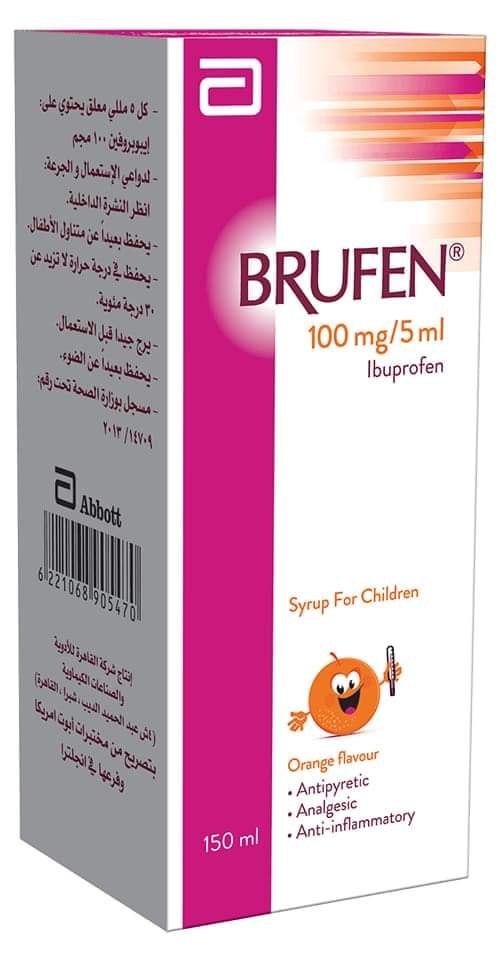 BRUFEN®
100 mg/5 ml
Ibuprofen
Syrup For Children
Orange flavour
• Antipyretic
• Analgesic
• Anti-inflammatory
150 ml
- كل ٥ مللي معلق يحتوي على:
إيبوبروفين ١٠٠ مجم
- لدواعي الإستعمال و الجرعة:
انظر النشرة الداخلية.
- يحفظ بعيداً عن متناول الأطفال.
- يحفظ في درجة حرارة لا تزيد عن
٣٠ درجة مئوية.
- يرج جيدا قبل الاستعمال.
- يحفظ بعيداً عن الضوء.
- مسجل بوزارة الصحة تحت رقم:
٢٠١٣/١٤٧٠٩
Abbott
6 221068 905470
إنتاج شركة القاهرة للأدوية
والصناعات الكيماوية
(٤ش عبد الحميد الديب ، شبرا ، القاهرة)
بتصريح من مختبرات أبوت امريكا
وفرعها في انجلترا